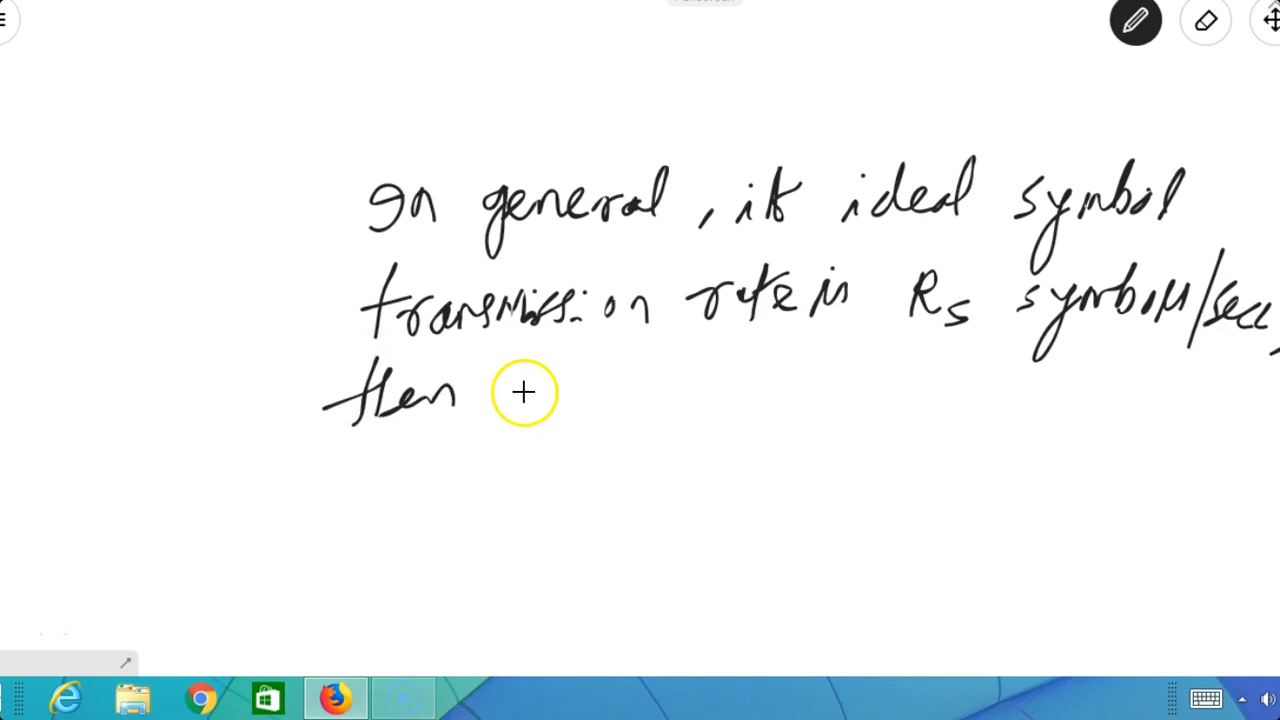 In general, if ideal symbol
transmission rate is Rs symbols/sec,
then